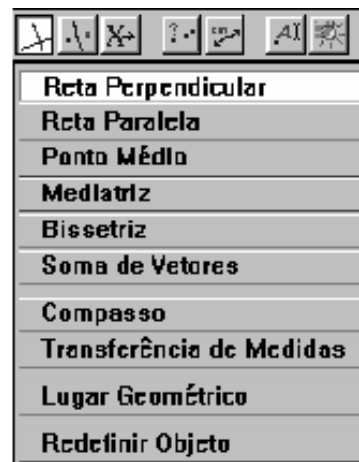 Reta Perpendicular
Reta Paralela
Ponto Médio
Mediatriz
Bissetriz
Soma de Vetores
Compasso
Transferência de Medidas
Lugar Geométrico
Redefinir Objeto